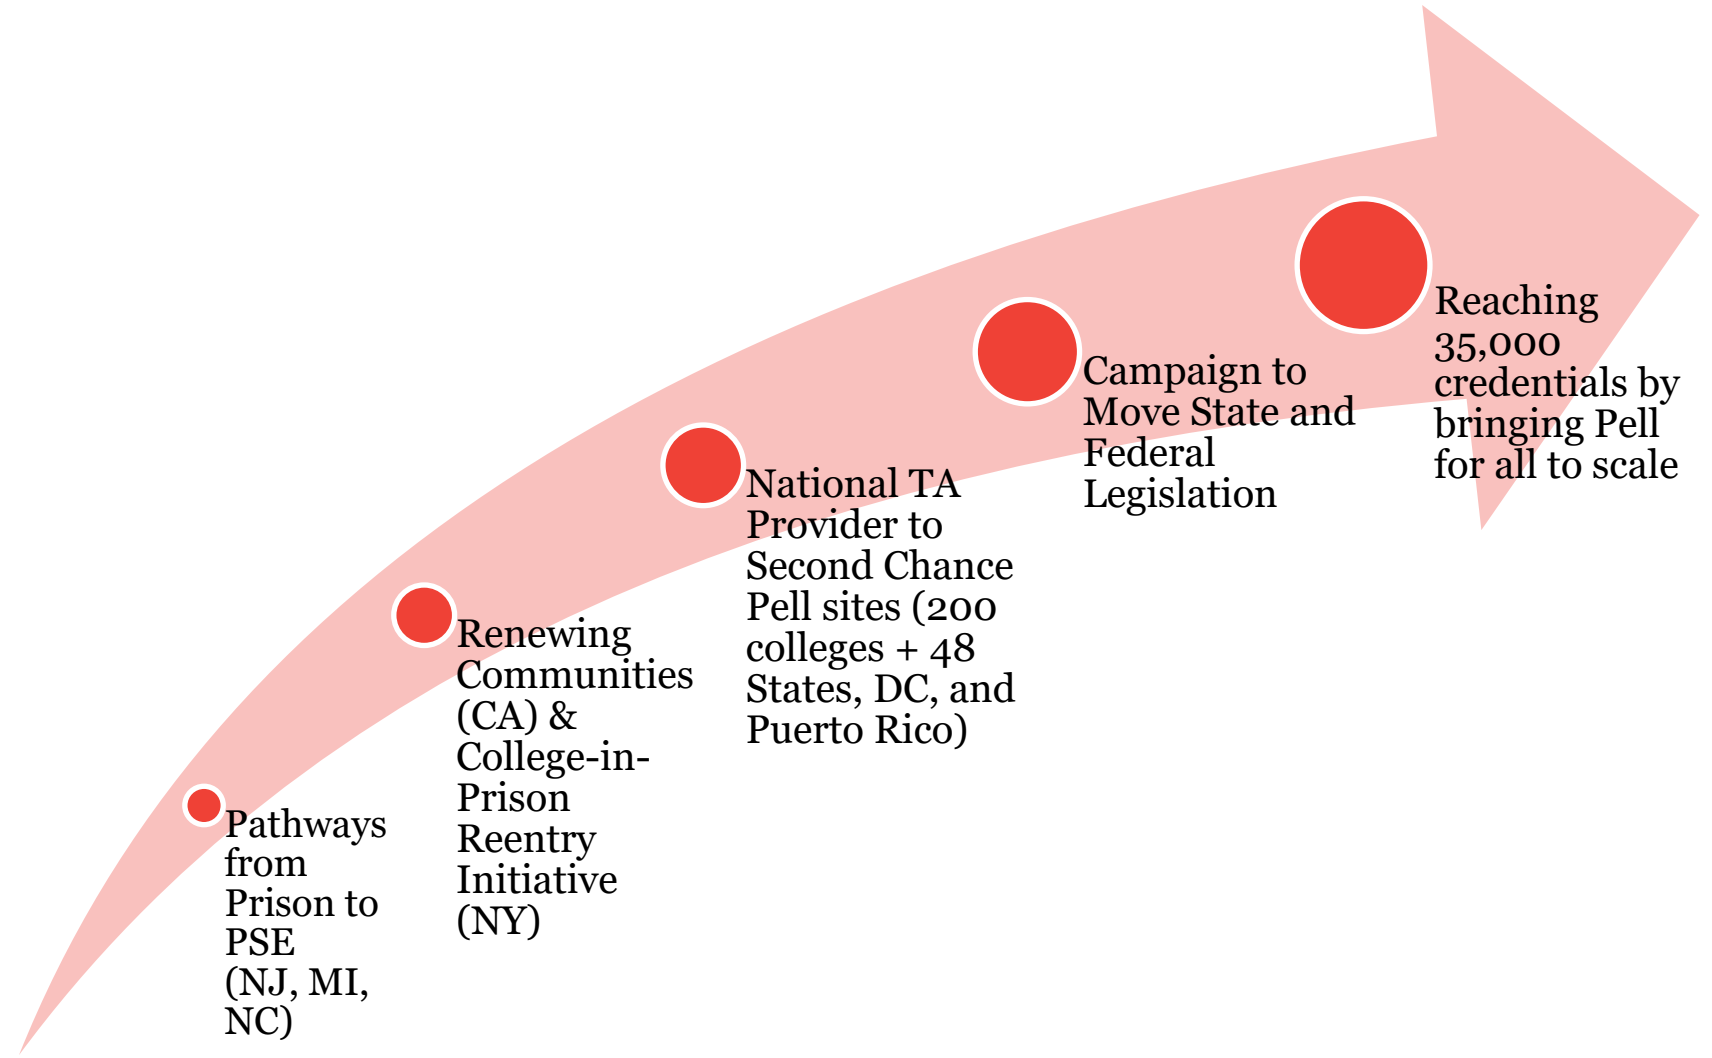 Pathways
from
Prison to
PSE
(NJ, MI,
NC)
Renewing
Communities
(CA) &
College-in-
Prison
Reentry
Initiative
(NY)
National TA
Provider to
Second Chance
Pell sites (200
colleges + 48
States, DC, and
Puerto Rico)
Campaign to
Move State and
Federal
Legislation
Reaching
35,000
credentials by
bringing Pell
for all to scale